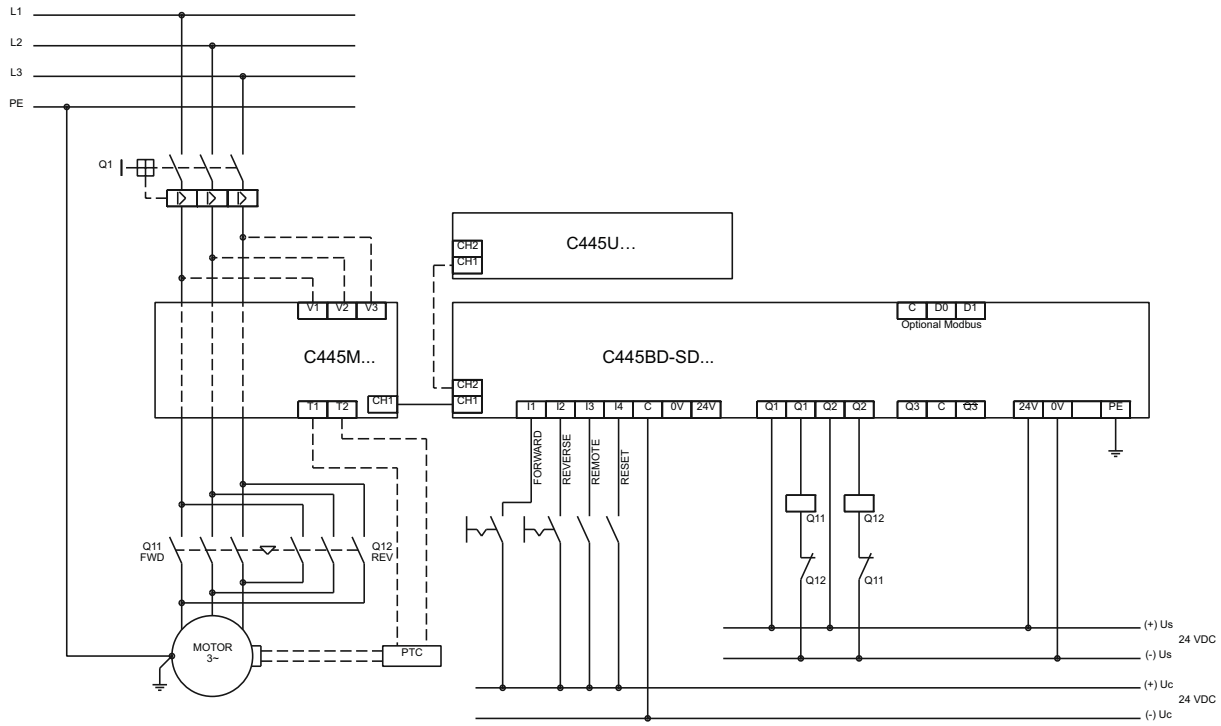 L1
L2
L3
PE
Q1
C445U…
CH2
CH1
V1 V2 V3
C D0 D1
Optional Modbus
C445M...
C445BD-SD...
CH2
T1 T2 CH1 CH1 I1 I2 I3 I4 C 0V 24V Q1 Q1 Q2 Q2 Q3 C Q3 24V 0V PE
FORWARD
REVERSE
REMOTE
RESET
Q11 Q12
Q11
FWD
Q12
REV
Q12 Q11
MOTOR
3~
PTC
(+) Us
24 VDC
(-) Us
(+) Uc
24 VDC
(-) Uc